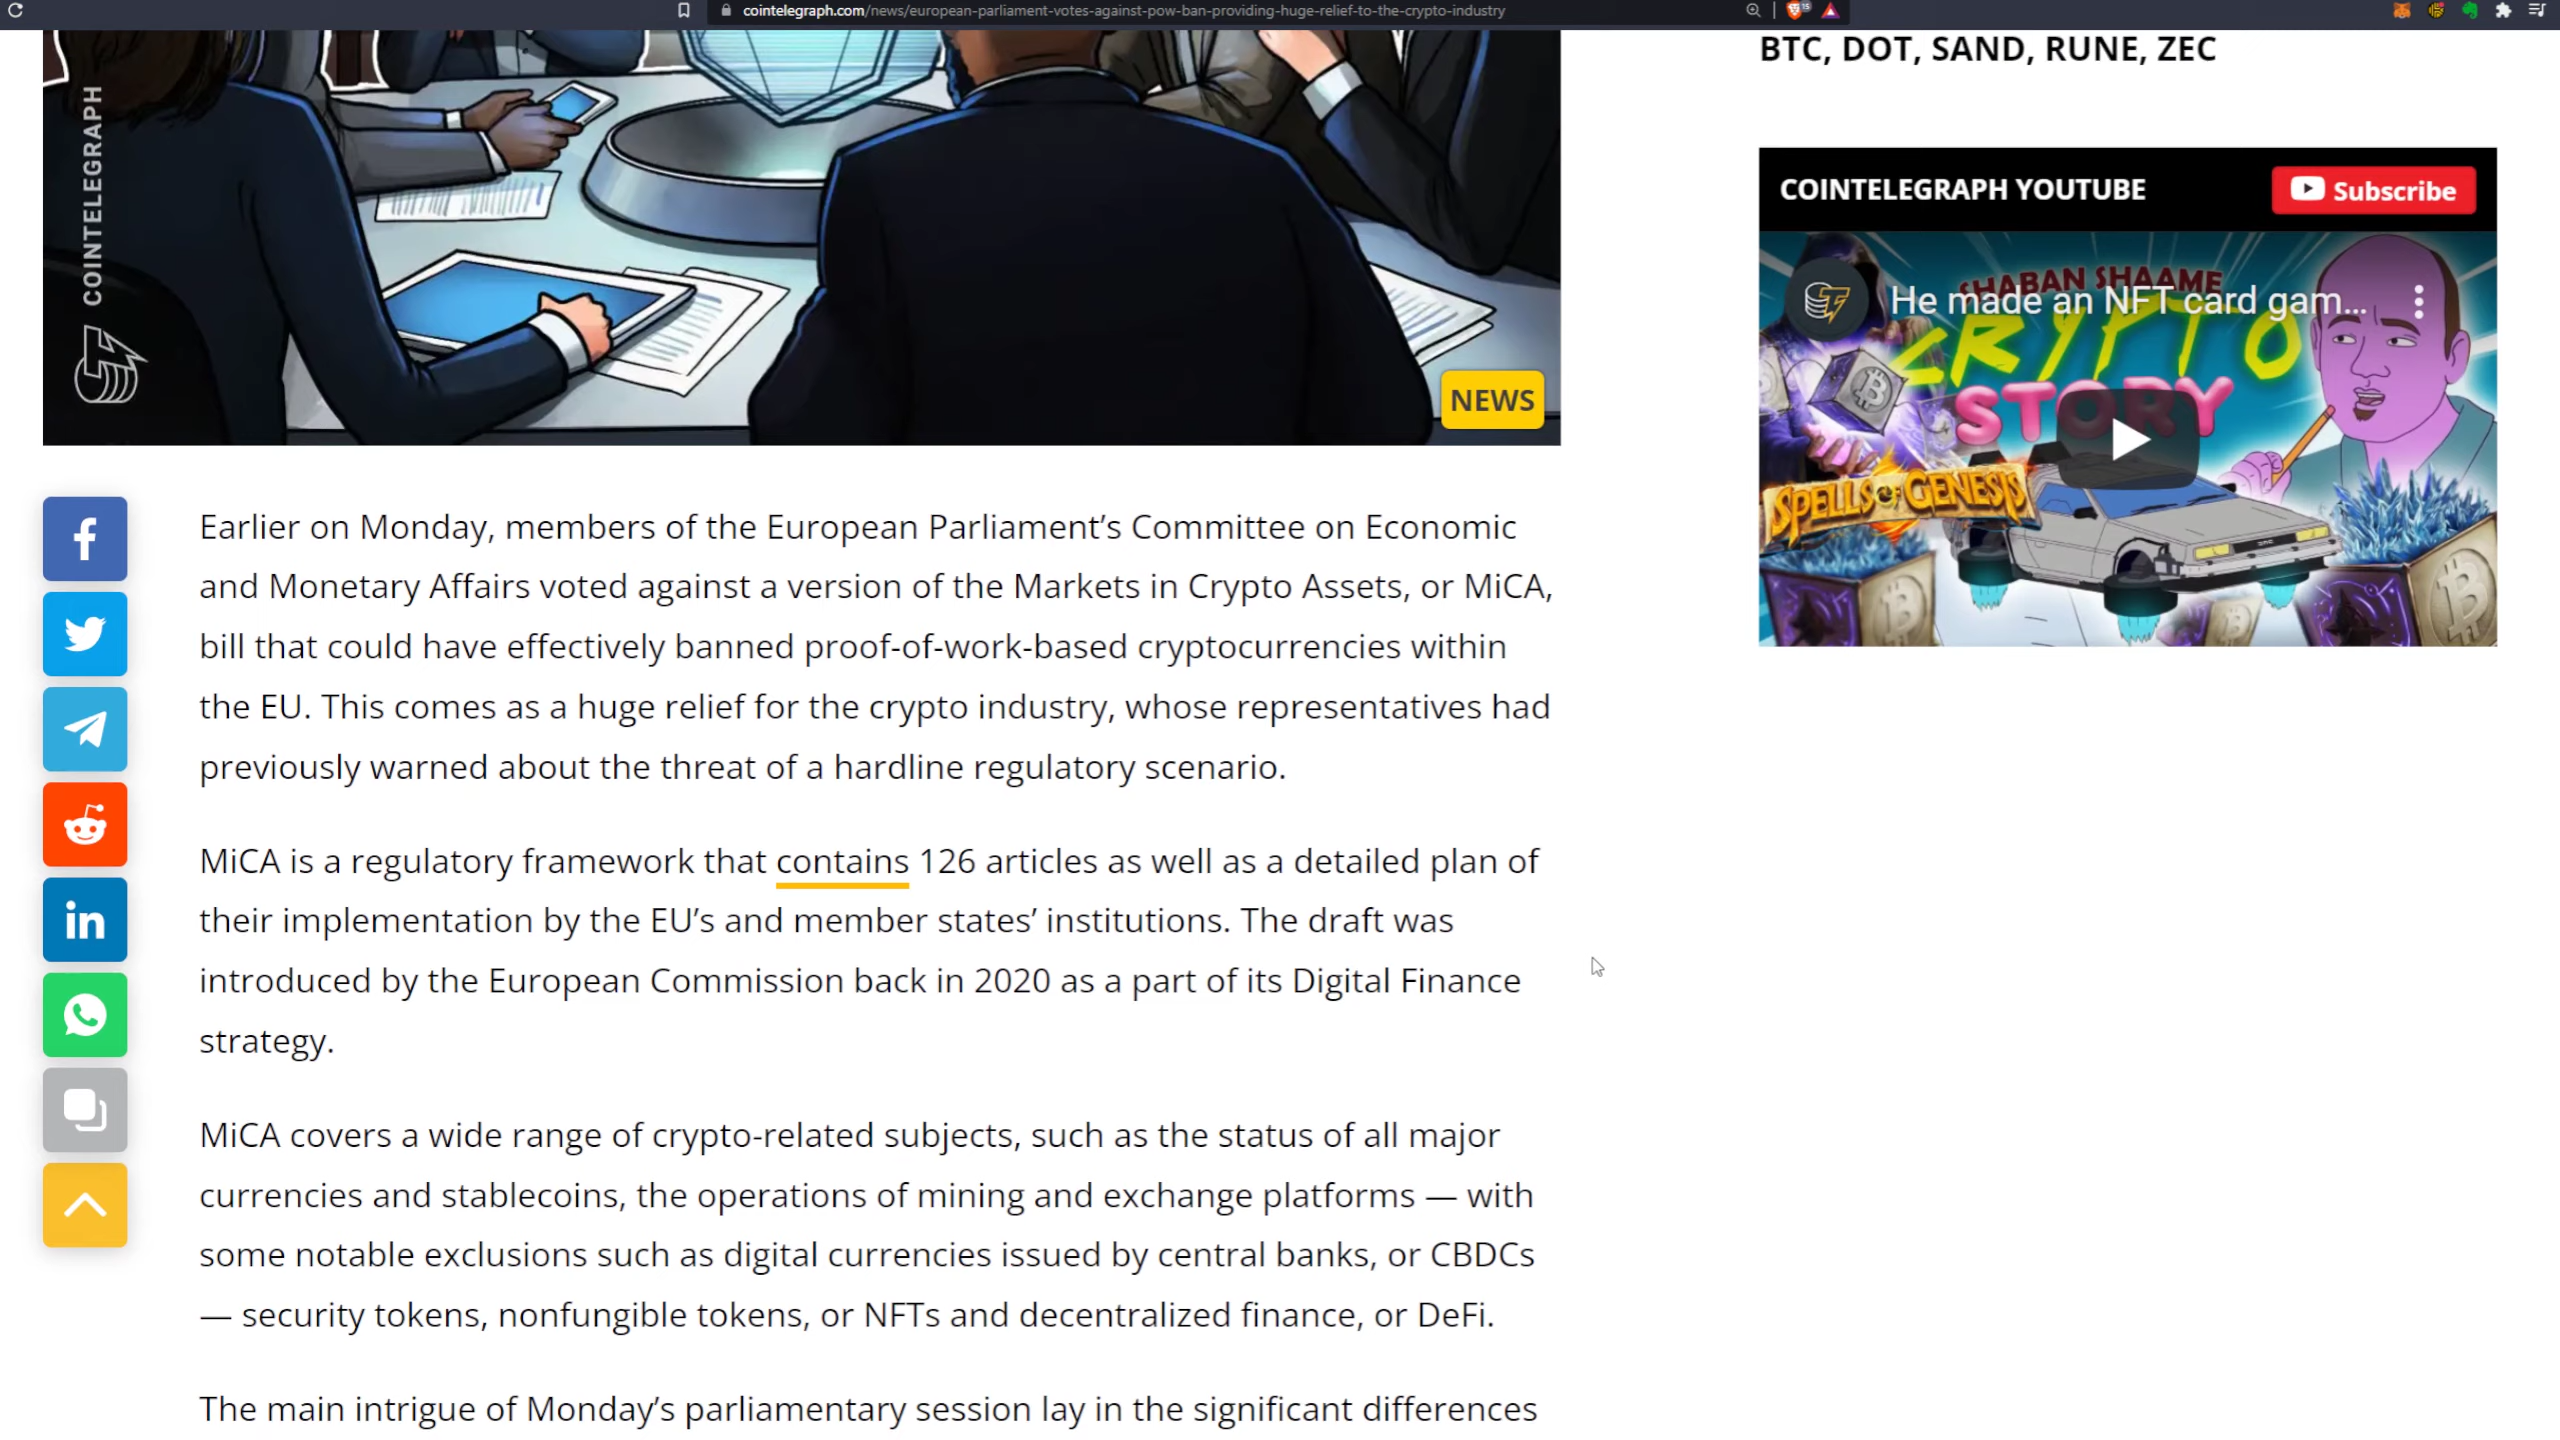 cointelegraph.com/news/european-parliament-votes-against-pow-ban-providing-huge-relief-to-the-crypto-industry
15
COINTELEGRAPH
NEWS
Earlier on Monday, members of the European Parliament’s Committee on Economic
and Monetary Affairs voted against a version of the Markets in Crypto Assets, or MiCA,
bill that could have effectively banned proof-of-work-based cryptocurrencies within
the EU. This comes as a huge relief for the crypto industry, whose representatives had
previously warned about the threat of a hardline regulatory scenario.
MiCA is a regulatory framework that contains 126 articles as well as a detailed plan of
their implementation by the EU’s and member states’ institutions. The draft was
introduced by the European Commission back in 2020 as a part of its Digital Finance
strategy.
MiCA covers a wide range of crypto-related subjects, such as the status of all major
currencies and stablecoins, the operations of mining and exchange platforms — with
some notable exclusions such as digital currencies issued by central banks, or CBDCs
— security tokens, nonfungible tokens, or NFTs and decentralized finance, or DeFi.
The main intrigue of Monday’s parliamentary session lay in the significant differences
BTC, DOT, SAND, RUNE, ZEC
COINTELEGRAPH YOUTUBE
Subscribe
SHABAN SHAAME
He made an NFT card gam...
CRYPTO
STORY
SPELLS OF GENESIS